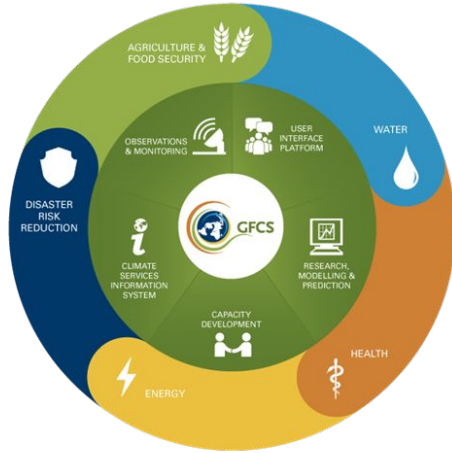 AGRICULTURE &
FOOD SECURITY
WATER
OBSERVATIONS
& MONITORING
USER
INTERFACE
PLATFORM
DISASTER
RISK
REDUCTION
GFCS
CLIMATE
SERVICES
INFORMATION
SYSTEM
RESEARCH,
MODELLING &
PREDICTION
CAPACITY
DEVELOPMENT
HEALTH
ENERGY